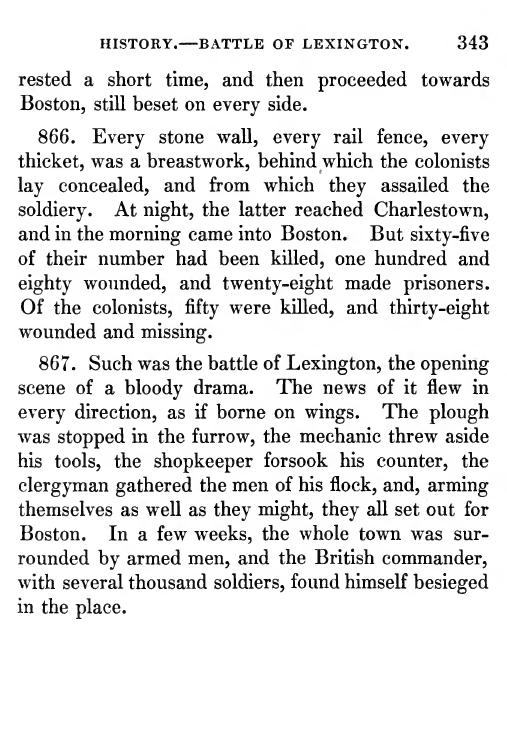 HISTORY.—BATTLE OF LEXINGTON. 343
rested a short time, and then proceeded towards
Boston, still beset on every side.
866. Every stone wall, every rail fence, every
thicket, was a breastwork, behind which the colonists
lay concealed, and from which they assailed the
soldiery. At night, the latter reached Charlestown,
and in the morning came into Boston. But sixty-five
of their number had been killed, one hundred and
eighty wounded, and twenty-eight made prisoners.
Of the colonists, fifty were killed, and thirty-eight
wounded and missing.
867. Such was the battle of Lexington, the opening
scene of a bloody drama. The news of it flew in
every direction, as if borne on wings. The plough
was stopped in the furrow, the mechanic threw aside
his tools, the shopkeeper forsook his counter, the
clergyman gathered the men of his flock, and, arming
themselves as well as they might, they all set out for
Boston. In a few weeks, the whole town was sur-
rounded by armed men, and the British commander,
with several thousand soldiers, found himself besieged
in the place.